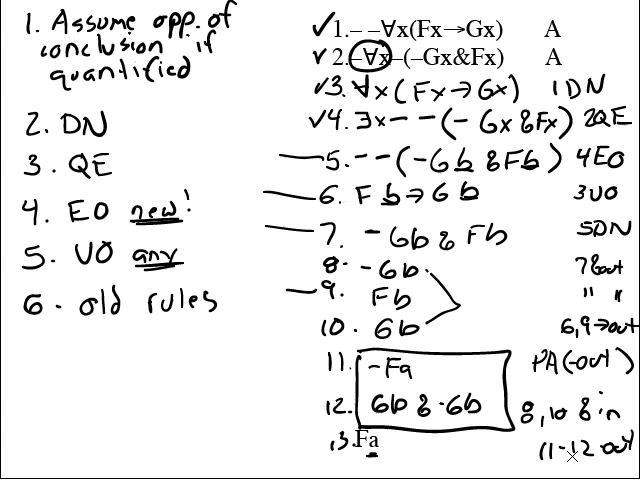 1. Assume opp. of
conclusion if
quantified
2. DN
3. QE
4. EO new!
5. UO any
6. old rules
✓ 1. – –∀x(Fx→Gx) A
✓ 2. –∀x–(–Gx&Fx) A
✓ 3. ∀x(Fx→Gx) 1DN
✓ 4. ∃x– –(–Gx&Fx) 2QE
5. – –(–Gb&Fb) 4EO
6. Fb→Gb 3UO
7. –Gb&Fb 5DN
8. –Gb 7&out
9. Fb " "
10. Gb 6,9→out
11. –Fa PA(–out)
12. Gb&–Gb 8,10&in
13. Fa 11–12 out